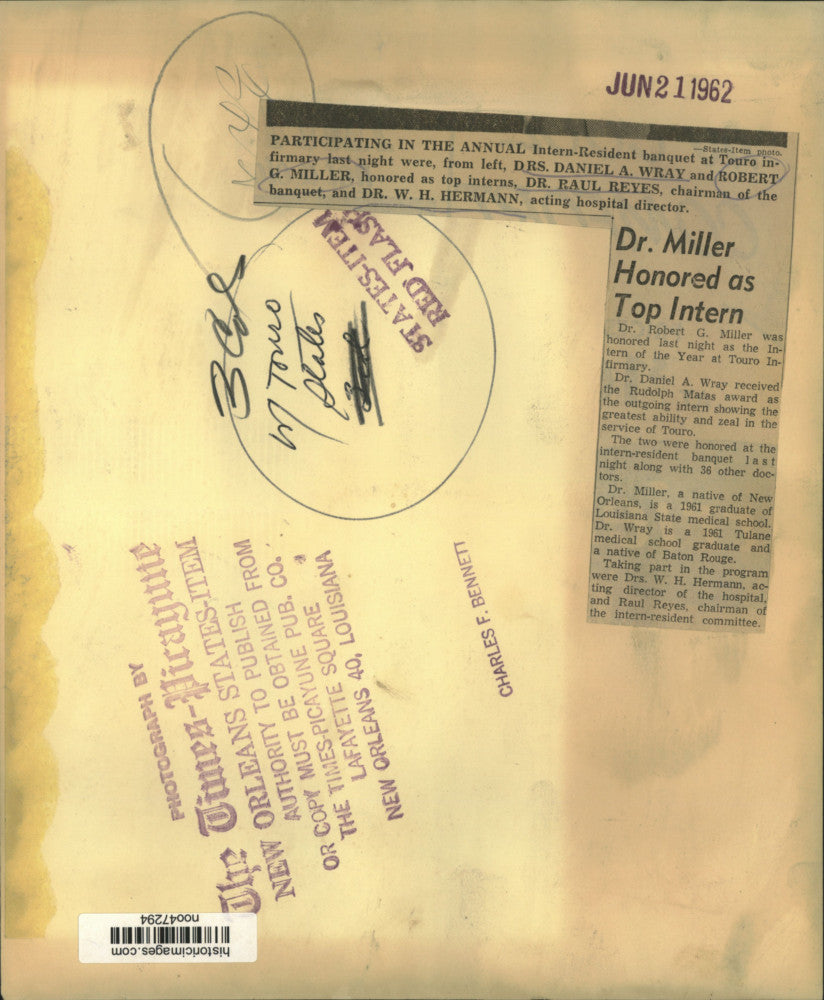 JUN 21 1962
—States-Item photo.
PARTICIPATING IN THE ANNUAL Intern-Resident banquet at Touro in-
firmary last night were, from left, DRS. DANIEL A. WRAY and ROBERT
G. MILLER, honored as top interns, DR. RAUL REYES, chairman of the
banquet, and DR. W. H. HERMANN, acting hospital director.
Dr. Miller
Honored as
Top Intern
Dr. Robert G. Miller was
honored last night as the In-
tern of the Year at Touro In-
firmary.
Dr. Daniel A. Wray received
the Rudolph Matas award as
the outgoing intern showing the
greatest ability and zeal in the
service of Touro.
The two were honored at the
intern-resident banquet last
night along with 36 other doc-
tors.
Dr. Miller, a native of New
Orleans, is a 1961 graduate of
Louisiana State medical school.
Dr. Wray is a 1961 Tulane
medical school graduate and
a native of Baton Rouge.
Taking part in the program
were Drs. W. H. Hermann, ac-
ting director of the hospital,
and Raul Reyes, chairman of
the intern-resident committee.
STATES-ITEM
RED FLASH
3 Col
w/ Touro
States
PHOTOGRAPH BY
The Times-Picayune
NEW ORLEANS STATES-ITEM
AUTHORITY TO PUBLISH
MUST BE OBTAINED FROM
OR COPY TIMES-PICAYUNE PUB. CO.
THE TIMES-PICAYUNE SQUARE
LAFAYETTE SQUARE
NEW ORLEANS 40, LOUISIANA
CHARLES F. BENNETT
historicimages.com
noo47294